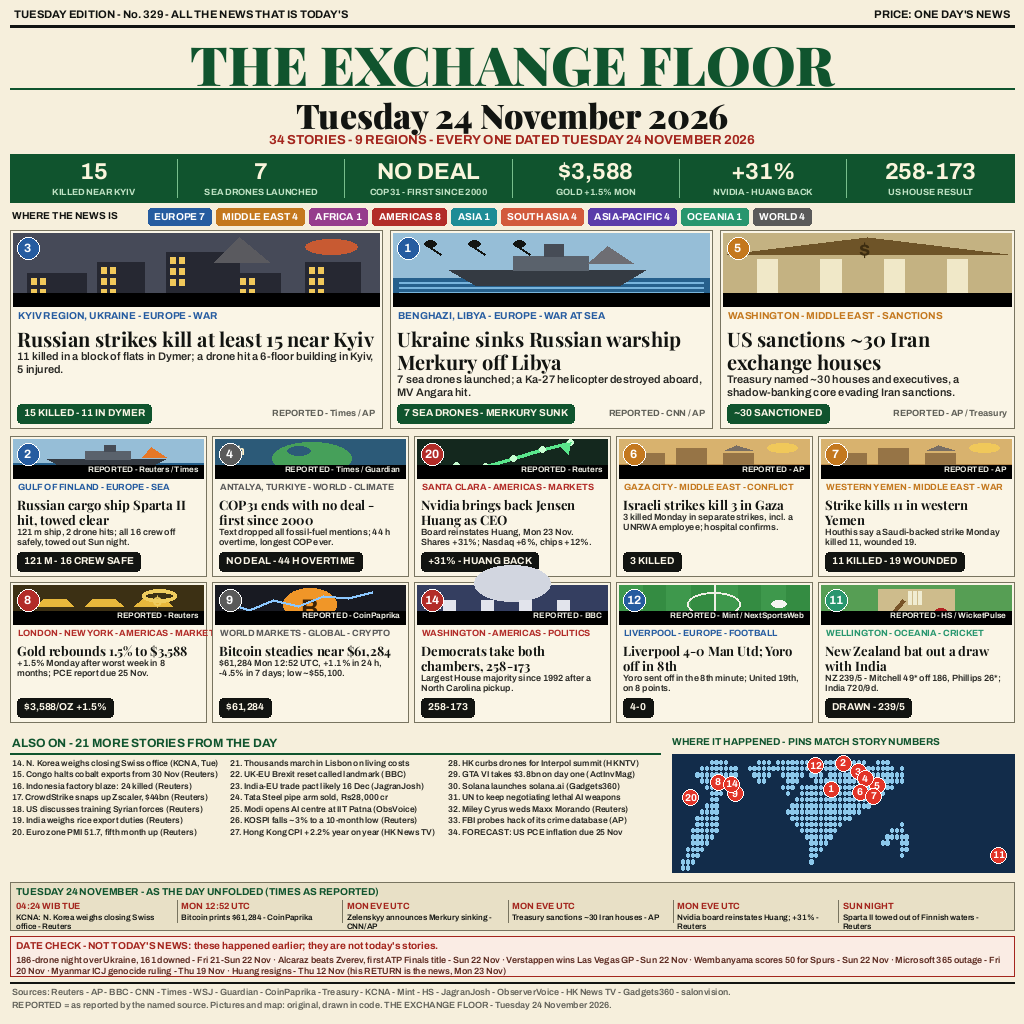 TUESDAY EDITION - No. 329 - ALL THE NEWS THAT IS TODAY'S
PRICE: ONE DAY'S NEWS
THE EXCHANGE FLOOR
Tuesday 24 November 2026
34 STORIES - 9 REGIONS - EVERY ONE DATED TUESDAY 24 NOVEMBER 2026
15
KILLED NEAR KYIV
7
SEA DRONES LAUNCHED
NO DEAL
COP31 - FIRST SINCE 2000
$3,588
GOLD +1.5% MON
+31%
NVIDIA - HUANG BACK
258-173
US HOUSE RESULT
WHERE THE NEWS IS
EUROPE 7
MIDDLE EAST 4
AFRICA 1
AMERICAS 8
ASIA 1
SOUTH ASIA 4
ASIA-PACIFIC 4
OCEANIA 1
WORLD 4
3
KYIV REGION, UKRAINE - EUROPE - WAR
Russian strikes kill at least 15 near Kyiv
11 killed in a block of flats in Dymer; a drone hit a 6-floor building in Kyiv,
5 injured.
15 KILLED - 11 IN DYMER
REPORTED - Times / AP
1
BENGHAZI, LIBYA - EUROPE - WAR AT SEA
Ukraine sinks Russian warship
Merkury off Libya
7 sea drones launched; a Ka-27 helicopter destroyed aboard,
MV Angara hit.
7 SEA DRONES - MERKURY SUNK
REPORTED - CNN / AP
5
$
WASHINGTON - MIDDLE EAST - SANCTIONS
US sanctions ~30 Iran
exchange houses
Treasury named ~30 houses and executives, a
shadow-banking core evading Iran sanctions.
~30 SANCTIONED
REPORTED - AP / Treasury
2
REPORTED - Reuters / Times
GULF OF FINLAND - EUROPE - SEA
Russian cargo ship Sparta II
hit, towed clear
121 m ship, 2 drone hits; all 16 crew off
safely, towed out Sun night.
121 M - 16 CREW SAFE
4
REPORTED - Times / Guardian
ANTALYA, TURKIYE - WORLD - CLIMATE
COP31 ends with no deal -
first since 2000
Text dropped all fossil-fuel mentions; 44 h
overtime, longest COP ever.
NO DEAL - 44 H OVERTIME
20
REPORTED - Reuters
SANTA CLARA - AMERICAS - MARKETS
Nvidia brings back Jensen
Huang as CEO
Board reinstates Huang, Mon 23 Nov.
Shares +31%; Nasdaq +6%, chips +12%.
+31% - HUANG BACK
6
REPORTED - AP
GAZA CITY - MIDDLE EAST - CONFLICT
Israeli strikes kill 3 in Gaza
3 killed Monday in separate strikes, incl. a
UNRWA employee; hospital confirms.
3 KILLED
7
REPORTED - AP
WESTERN YEMEN - MIDDLE EAST - WAR
Strike kills 11 in western
Yemen
Houthis say a Saudi-backed strike Monday
killed 11, wounded 19.
11 KILLED - 19 WOUNDED
8
REPORTED - Reuters
LONDON - NEW YORK - AMERICAS - MARKET
Gold rebounds 1.5% to $3,588
+1.5% Monday after worst week in 8
months; PCE report due 25 Nov.
$3,588/OZ +1.5%
9
B
REPORTED - CoinPaprika
WORLD MARKETS - GLOBAL - CRYPTO
Bitcoin steadies near $61,284
$61,284 Mon 12:52 UTC, +1.1% in 24 h,
-4.5% in 7 days; low ~$55,100.
$61,284
14
REPORTED - BBC
WASHINGTON - AMERICAS - POLITICS
Democrats take both
chambers, 258-173
Largest House majority since 1992 after a
North Carolina pickup.
258-173
12
REPORTED - Mint / NextSportsWeb
LIVERPOOL - EUROPE - FOOTBALL
Liverpool 4-0 Man Utd; Yoro
off in 8th
Yoro sent off in the 8th minute; United 19th,
on 8 points.
4-0
11
REPORTED - HS / WicketPulse
WELLINGTON - OCEANIA - CRICKET
New Zealand bat out a draw
with India
NZ 239/5 - Mitchell 49* off 186, Phillips 26*;
India 720/9d.
DRAWN - 239/5
ALSO ON - 21 MORE STORIES FROM THE DAY
14. N. Korea weighs closing Swiss office (KCNA, Tue)
15. Congo halts cobalt exports from 30 Nov (Reuters)
16. Indonesia factory blaze: 24 killed (Reuters)
17. CrowdStrike snaps up Zscaler, $44bn (Reuters)
18. US discusses training Syrian forces (Reuters)
19. India weighs rice export duties (Reuters)
20. Eurozone PMI 51.7, fifth month up (Reuters)
21. Thousands march in Lisbon on living costs
22. UK-EU Brexit reset called landmark (BBC)
23. India-EU trade pact likely 16 Dec (JagranJosh)
24. Tata Steel pipe arm sold, Rs28,000 cr
25. Modi opens AI centre at IIT Patna (ObsVoice)
26. KOSPI falls ~3% to a 10-month low (Reuters)
27. Hong Kong CPI +2.2% year on year (HK News TV)
28. HK curbs drones for Interpol summit (HKNTV)
29. GTA VI takes $3.8bn on day one (ActInvMag)
30. Solana launches solana.ai (Gadgets360)
31. UN to keep negotiating lethal AI weapons
32. Miley Cyrus weds Maxx Morando (Reuters)
33. FBI probes hack of its crime database (AP)
34. FORECAST: US PCE inflation due 25 Nov
WHERE IT HAPPENED - PINS MATCH STORY NUMBERS
12
2
3
4
5
8
14
9
20
1
6
7
11
TUESDAY 24 NOVEMBER - AS THE DAY UNFOLDED (TIMES AS REPORTED)
04:24 WIB TUE
KCNA: N. Korea weighs closing Swiss
office - Reuters
MON 12:52 UTC
Bitcoin prints $61,284 - CoinPaprika
MON EVE UTC
Zelenskyy announces Merkury sinking -
CNN/AP
MON EVE UTC
Treasury sanctions ~30 Iran houses - AP
MON EVE UTC
Nvidia board reinstates Huang; +31% -
Reuters
SUN NIGHT
Sparta II towed out of Finnish waters -
Reuters
DATE CHECK - NOT TODAY'S NEWS: these happened earlier; they are not today's stories.
186-drone night over Ukraine, 161 downed - Fri 21-Sun 22 Nov · Alcaraz beats Zverev, first ATP Finals title - Sun 22 Nov · Verstappen wins Las Vegas GP - Sun 22 Nov · Wembanyama scores 50 for Spurs - Sun 22 Nov · Microsoft 365 outage - Fri
20 Nov · Myanmar ICJ genocide ruling - Thu 19 Nov · Huang resigns - Thu 12 Nov (his RETURN is the news, Mon 23 Nov)
Sources: Reuters - AP - BBC - CNN - Times - WSJ - Guardian - CoinPaprika - Treasury - KCNA - Mint - HS - JagranJosh - ObserverVoice - HK News TV - Gadgets360 - salonvision.
REPORTED = as reported by the named source. Pictures and map: original, drawn in code. THE EXCHANGE FLOOR - Tuesday 24 November 2026.